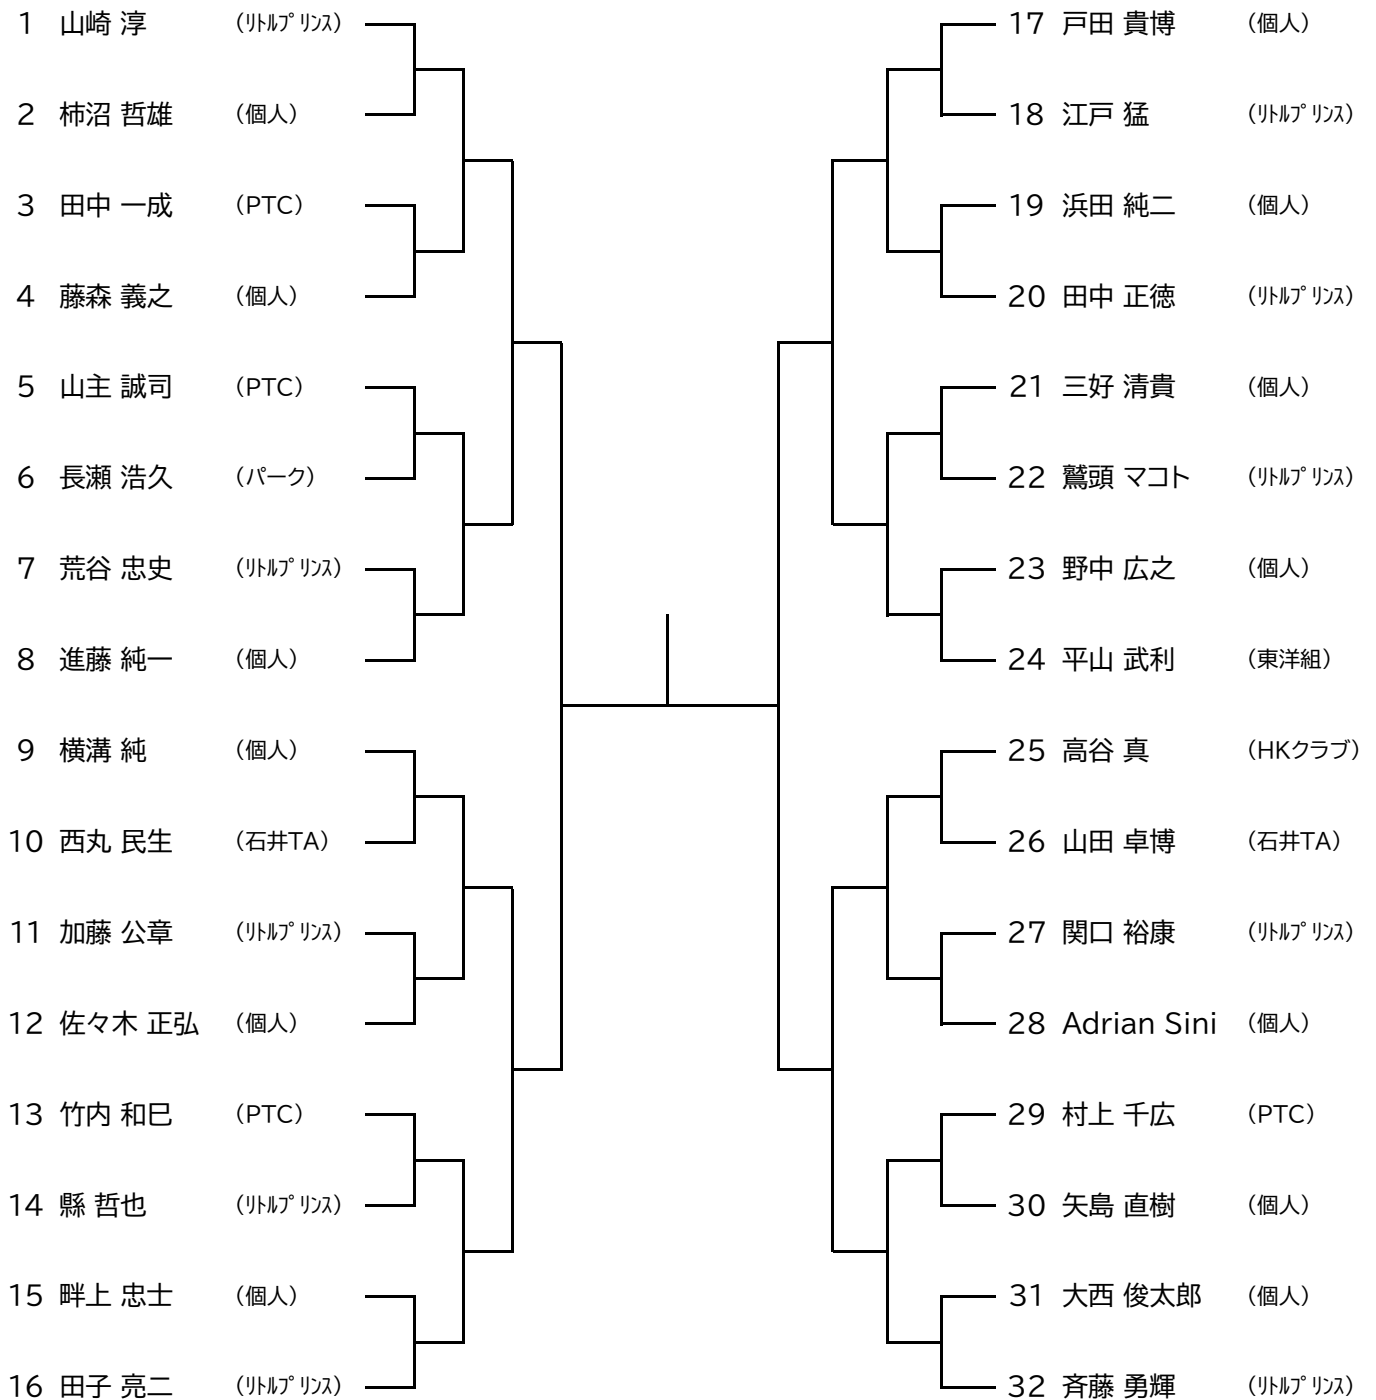 1 山崎 淳 (ﾘﾄﾙﾌﾟﾘﾝｽ)
2 柿沼 哲雄 (個人)
3 田中 一成 (PTC)
4 藤森 義之 (個人)
5 山主 誠司 (PTC)
6 長瀬 浩久 (パーク)
7 荒谷 忠史 (ﾘﾄﾙﾌﾟﾘﾝｽ)
8 進藤 純一 (個人)
9 横溝 純 (個人)
10 西丸 民生 (石井TA)
11 加藤 公章 (ﾘﾄﾙﾌﾟﾘﾝｽ)
12 佐々木 正弘 (個人)
13 竹内 和巳 (PTC)
14 縣 哲也 (ﾘﾄﾙﾌﾟﾘﾝｽ)
15 畔上 忠士 (個人)
16 田子 亮二 (ﾘﾄﾙﾌﾟﾘﾝｽ)
17 戸田 貴博 (個人)
18 江戸 猛 (ﾘﾄﾙﾌﾟﾘﾝｽ)
19 浜田 純二 (個人)
20 田中 正徳 (ﾘﾄﾙﾌﾟﾘﾝｽ)
21 三好 清貴 (個人)
22 鷲頭 マコト (ﾘﾄﾙﾌﾟﾘﾝｽ)
23 野中 広之 (個人)
24 平山 武利 (東洋組)
25 高谷 真 (HKクラブ)
26 山田 卓博 (石井TA)
27 関口 裕康 (ﾘﾄﾙﾌﾟﾘﾝｽ)
28 Adrian Sini (個人)
29 村上 千広 (PTC)
30 矢島 直樹 (個人)
31 大西 俊太郎 (個人)
32 斉藤 勇輝 (ﾘﾄﾙﾌﾟﾘﾝｽ)